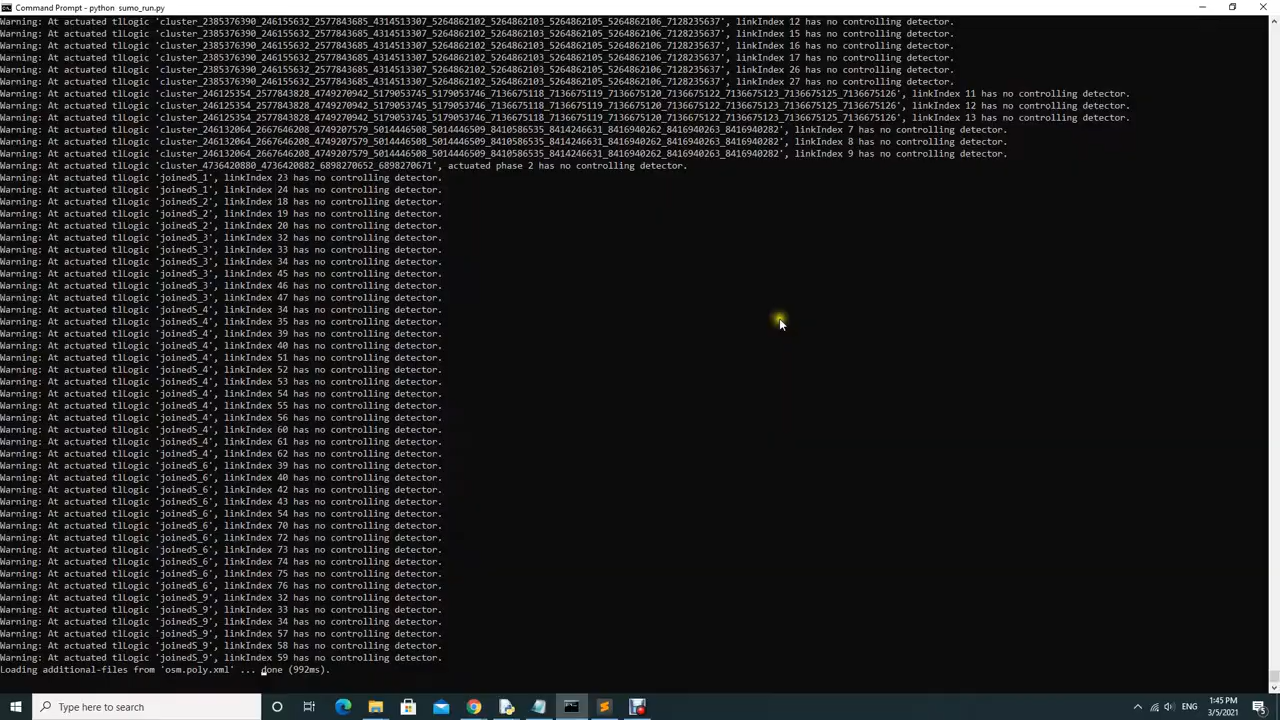 Command Prompt - python  sumo_run.py
Warning: At actuated tlLogic 'cluster_2385376390_246155632_2577843685_4314513307_5264862102_5264862103_5264862105_5264862106_7128235637', linkIndex 12 has no controlling detector.
Warning: At actuated tlLogic 'cluster_2385376390_246155632_2577843685_4314513307_5264862102_5264862103_5264862105_5264862106_7128235637', linkIndex 15 has no controlling detector.
Warning: At actuated tlLogic 'cluster_2385376390_246155632_2577843685_4314513307_5264862102_5264862103_5264862105_5264862106_7128235637', linkIndex 16 has no controlling detector.
Warning: At actuated tlLogic 'cluster_2385376390_246155632_2577843685_4314513307_5264862102_5264862103_5264862105_5264862106_7128235637', linkIndex 17 has no controlling detector.
Warning: At actuated tlLogic 'cluster_2385376390_246155632_2577843685_4314513307_5264862102_5264862103_5264862105_5264862106_7128235637', linkIndex 26 has no controlling detector.
Warning: At actuated tlLogic 'cluster_2385376390_246155632_2577843685_4314513307_5264862102_5264862103_5264862105_5264862106_7128235637', linkIndex 27 has no controlling detector.
Warning: At actuated tlLogic 'cluster_246125354_2577843828_4749270942_5179053745_5179053746_7136675118_7136675119_7136675120_7136675122_7136675123_7136675125_7136675126', linkIndex 11 has no controlling detector.
Warning: At actuated tlLogic 'cluster_246125354_2577843828_4749270942_5179053745_5179053746_7136675118_7136675119_7136675120_7136675122_7136675123_7136675125_7136675126', linkIndex 12 has no controlling detector.
Warning: At actuated tlLogic 'cluster_246125354_2577843828_4749270942_5179053745_5179053746_7136675118_7136675119_7136675120_7136675122_7136675123_7136675125_7136675126', linkIndex 13 has no controlling detector.
Warning: At actuated tlLogic 'cluster_246132064_2667646208_4749207579_5014446508_5014446509_8410586535_8414246631_8416940262_8416940263_8416940282', linkIndex 7 has no controlling detector.
Warning: At actuated tlLogic 'cluster_246132064_2667646208_4749207579_5014446508_5014446509_8410586535_8414246631_8416940262_8416940263_8416940282', linkIndex 8 has no controlling detector.
Warning: At actuated tlLogic 'cluster_246132064_2667646208_4749207579_5014446508_5014446509_8410586535_8414246631_8416940262_8416940263_8416940282', linkIndex 9 has no controlling detector.
Warning: At actuated tlLogic 'cluster_4736420880_4736420882_6898270652_6898270671', actuated phase 2 has no controlling detector.
Warning: At actuated tlLogic 'joinedS_1', linkIndex 23 has no controlling detector.
Warning: At actuated tlLogic 'joinedS_1', linkIndex 24 has no controlling detector.
Warning: At actuated tlLogic 'joinedS_2', linkIndex 18 has no controlling detector.
Warning: At actuated tlLogic 'joinedS_2', linkIndex 19 has no controlling detector.
Warning: At actuated tlLogic 'joinedS_2', linkIndex 20 has no controlling detector.
Warning: At actuated tlLogic 'joinedS_3', linkIndex 32 has no controlling detector.
Warning: At actuated tlLogic 'joinedS_3', linkIndex 33 has no controlling detector.
Warning: At actuated tlLogic 'joinedS_3', linkIndex 34 has no controlling detector.
Warning: At actuated tlLogic 'joinedS_3', linkIndex 45 has no controlling detector.
Warning: At actuated tlLogic 'joinedS_3', linkIndex 46 has no controlling detector.
Warning: At actuated tlLogic 'joinedS_3', linkIndex 47 has no controlling detector.
Warning: At actuated tlLogic 'joinedS_4', linkIndex 34 has no controlling detector.
Warning: At actuated tlLogic 'joinedS_4', linkIndex 35 has no controlling detector.
Warning: At actuated tlLogic 'joinedS_4', linkIndex 39 has no controlling detector.
Warning: At actuated tlLogic 'joinedS_4', linkIndex 40 has no controlling detector.
Warning: At actuated tlLogic 'joinedS_4', linkIndex 51 has no controlling detector.
Warning: At actuated tlLogic 'joinedS_4', linkIndex 52 has no controlling detector.
Warning: At actuated tlLogic 'joinedS_4', linkIndex 53 has no controlling detector.
Warning: At actuated tlLogic 'joinedS_4', linkIndex 54 has no controlling detector.
Warning: At actuated tlLogic 'joinedS_4', linkIndex 55 has no controlling detector.
Warning: At actuated tlLogic 'joinedS_4', linkIndex 56 has no controlling detector.
Warning: At actuated tlLogic 'joinedS_4', linkIndex 60 has no controlling detector.
Warning: At actuated tlLogic 'joinedS_4', linkIndex 61 has no controlling detector.
Warning: At actuated tlLogic 'joinedS_4', linkIndex 62 has no controlling detector.
Warning: At actuated tlLogic 'joinedS_6', linkIndex 39 has no controlling detector.
Warning: At actuated tlLogic 'joinedS_6', linkIndex 40 has no controlling detector.
Warning: At actuated tlLogic 'joinedS_6', linkIndex 42 has no controlling detector.
Warning: At actuated tlLogic 'joinedS_6', linkIndex 43 has no controlling detector.
Warning: At actuated tlLogic 'joinedS_6', linkIndex 54 has no controlling detector.
Warning: At actuated tlLogic 'joinedS_6', linkIndex 70 has no controlling detector.
Warning: At actuated tlLogic 'joinedS_6', linkIndex 72 has no controlling detector.
Warning: At actuated tlLogic 'joinedS_6', linkIndex 73 has no controlling detector.
Warning: At actuated tlLogic 'joinedS_6', linkIndex 74 has no controlling detector.
Warning: At actuated tlLogic 'joinedS_6', linkIndex 75 has no controlling detector.
Warning: At actuated tlLogic 'joinedS_6', linkIndex 76 has no controlling detector.
Warning: At actuated tlLogic 'joinedS_9', linkIndex 32 has no controlling detector.
Warning: At actuated tlLogic 'joinedS_9', linkIndex 33 has no controlling detector.
Warning: At actuated tlLogic 'joinedS_9', linkIndex 34 has no controlling detector.
Warning: At actuated tlLogic 'joinedS_9', linkIndex 57 has no controlling detector.
Warning: At actuated tlLogic 'joinedS_9', linkIndex 58 has no controlling detector.
Warning: At actuated tlLogic 'joinedS_9', linkIndex 59 has no controlling detector.
Loading additional-files from 'osm.poly.xml' ... done (992ms).
Type here to search
ENG
1:45 PM
3/5/2021
5